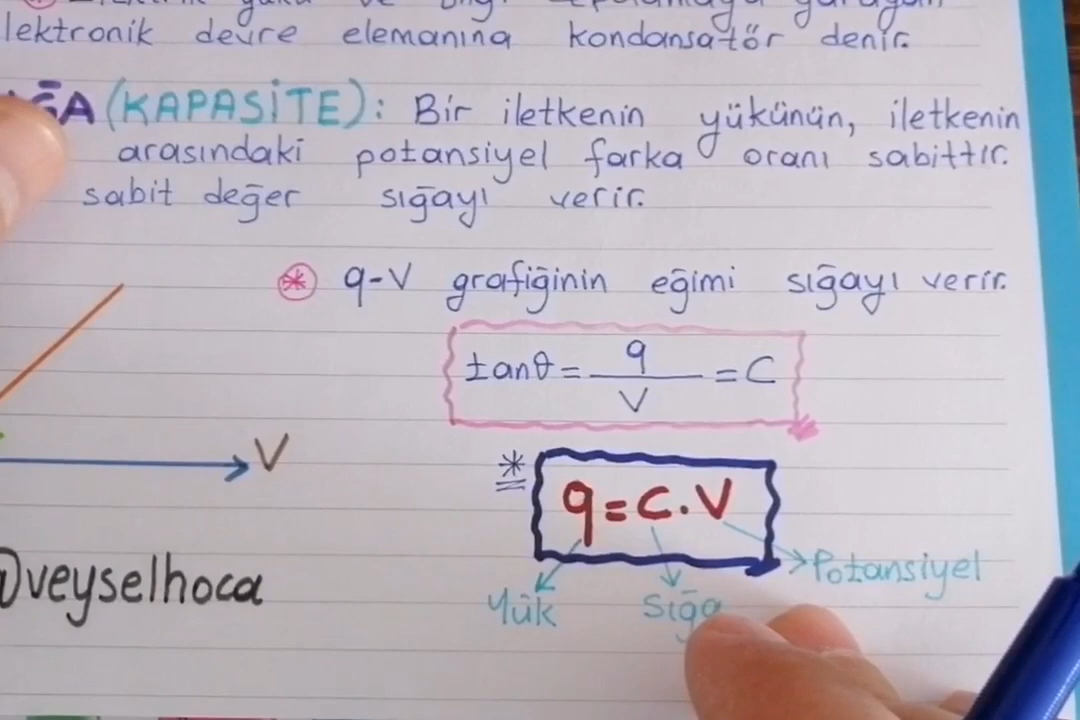 lektronik devre elemanına kondansatör denir.
ĞA (KAPASİTE): Bir iletkenin yükünün, iletkenin
arasındaki potansiyel farka oranı sabittir.
sabit değer sığayı verir.
* q-V grafiğinin eğimi sığayı verir.
tanθ = q/V = C
V
* q = C.V
Potansiyel
Yük Sığa
@veyselhoca